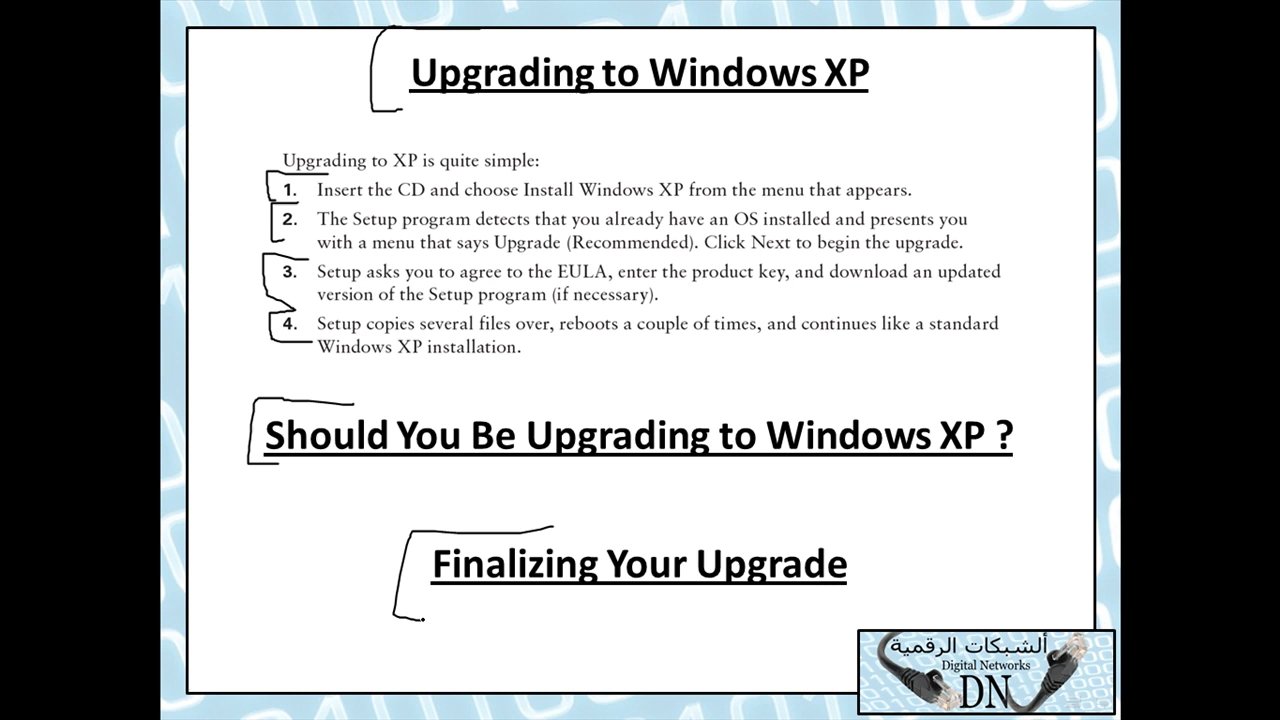 Upgrading to Windows XP
Upgrading to XP is quite simple:
1. Insert the CD and choose Install Windows XP from the menu that appears.
2. The Setup program detects that you already have an OS installed and presents you
with a menu that says Upgrade (Recommended). Click Next to begin the upgrade.
3. Setup asks you to agree to the EULA, enter the product key, and download an updated
version of the Setup program (if necessary).
4. Setup copies several files over, reboots a couple of times, and continues like a standard
Windows XP installation.
Should You Be Upgrading to Windows XP ?
Finalizing Your Upgrade
ألشبكات الرقمية
Digital Networks
DN